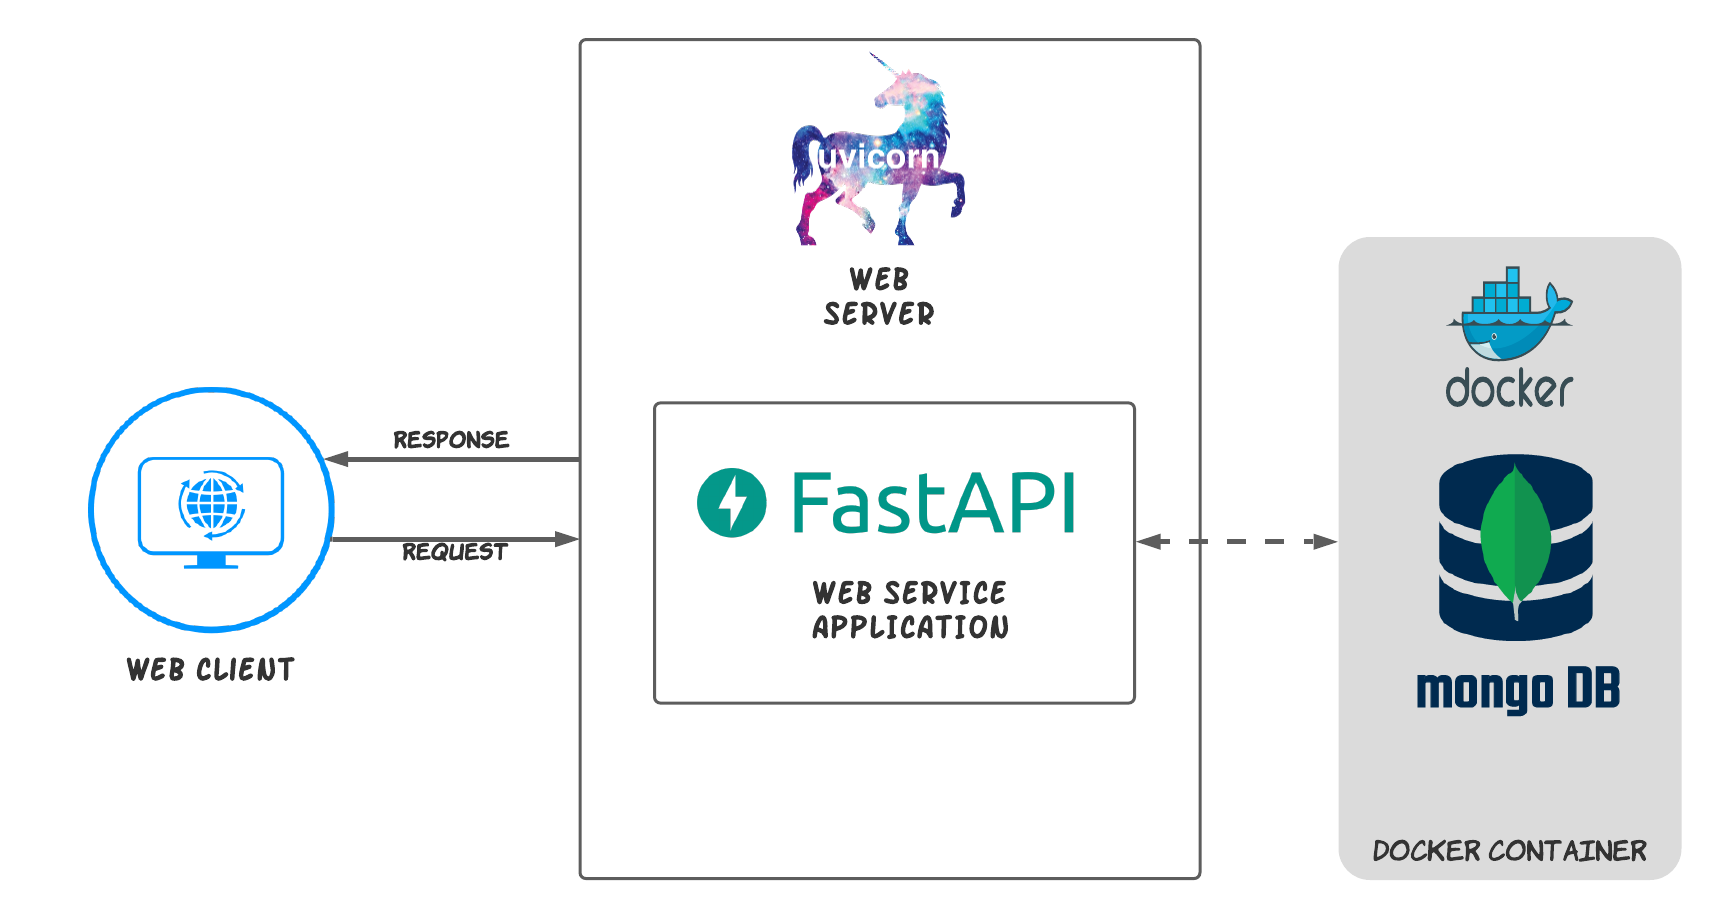 uvicorn
WEB
SERVER
docker
RESPONSE
FastAPI
REQUEST
WEB SERVICE
APPLICATION
WEB CLIENT
mongo DB
DOCKER CONTAINER